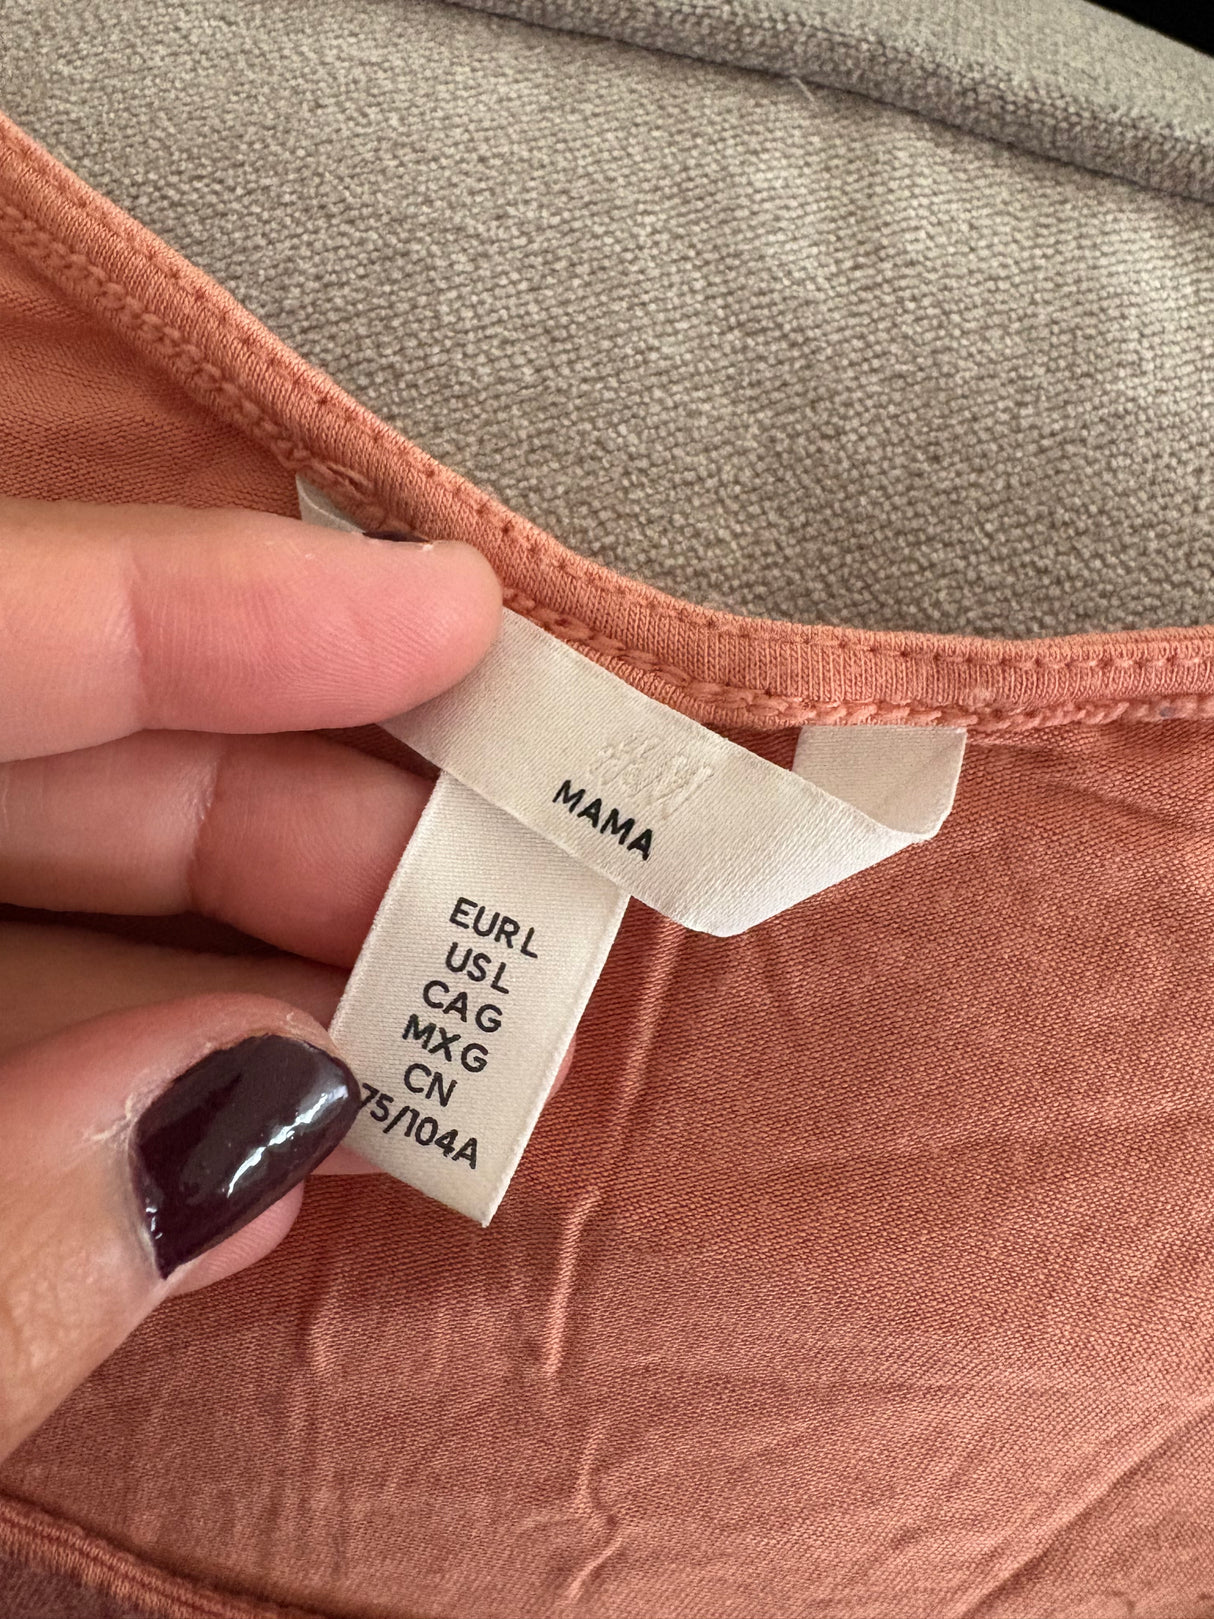 H&M
MAMA
EUR L
US L
CA G
MX G
CN
75/104A